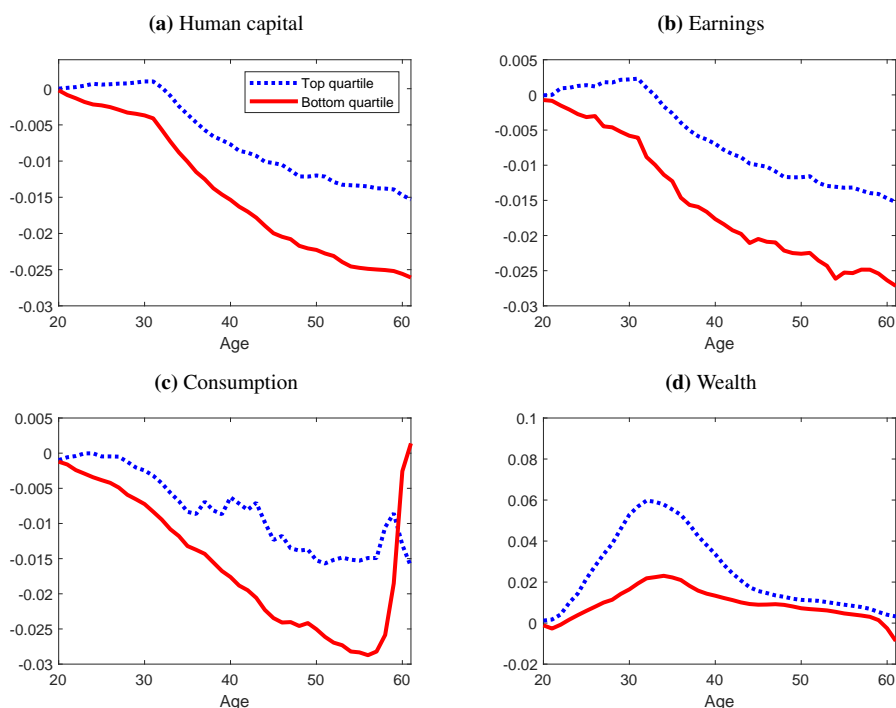 (a) Human capital
0
-0.005
-0.01
-0.015
-0.02
-0.025
-0.03
20 30 40 50 60
Age
Top quartile
Bottom quartile
(b) Earnings
0.005
0
-0.005
-0.01
-0.015
-0.02
-0.025
-0.03
20 30 40 50 60
Age
(c) Consumption
0.005
0
-0.005
-0.01
-0.015
-0.02
-0.025
-0.03
20 30 40 50 60
Age
(d) Wealth
0.1
0.08
0.06
0.04
0.02
0
-0.02
20 30 40 50 60
Age